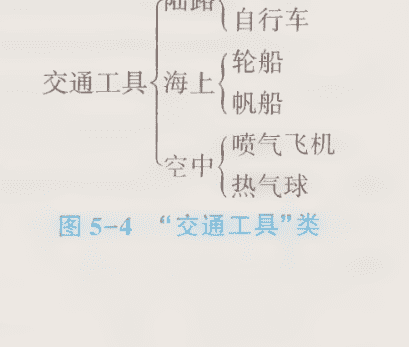 陆路
自行车
交通工具
海上
轮船
帆船
空中
喷气飞机
热气球
图 5-4 “交通工具”类